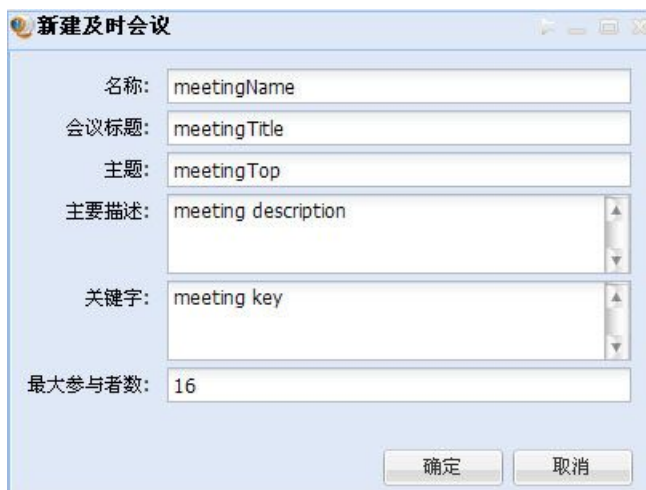 新建及时会议
名称: meetingName
会议标题: meetingTitle
主题: meetingTop
主要描述: meeting description
关键字: meeting key
最大参与者数: 16
确定 取消